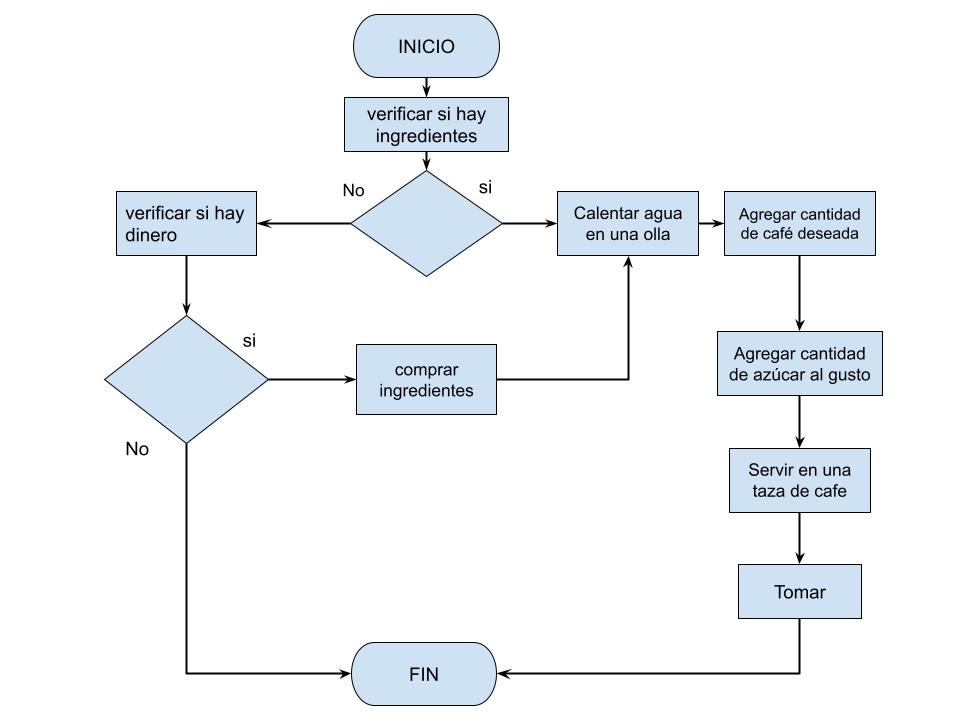 INICIO
verificar si hay
ingredientes
No
si
verificar si hay
dinero
Calentar agua
en una olla
Agregar cantidad
de café deseada
si
comprar
ingredientes
Agregar cantidad
de azúcar al gusto
No
Servir en una
taza de cafe
Tomar
FIN